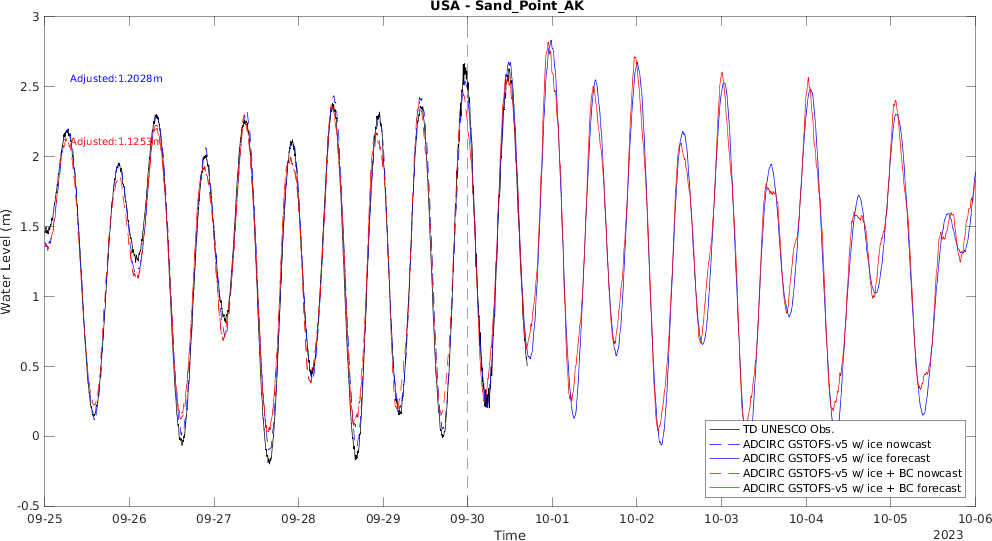 USA - Sand_Point_AK
Water Level (m)
3
2.5
2
1.5
1
0.5
0
-0.5
Adjusted:1.2028m
Adjusted:1.1253m
TD UNESCO Obs.
ADCIRC GSTOFS-v5 w/ ice nowcast
ADCIRC GSTOFS-v5 w/ ice forecast
ADCIRC GSTOFS-v5 w/ ice + BC nowcast
ADCIRC GSTOFS-v5 w/ ice + BC forecast
09-25 09-26 09-27 09-28 09-29 09-30 10-01 10-02 10-03 10-04 10-05 10-06
Time
2023